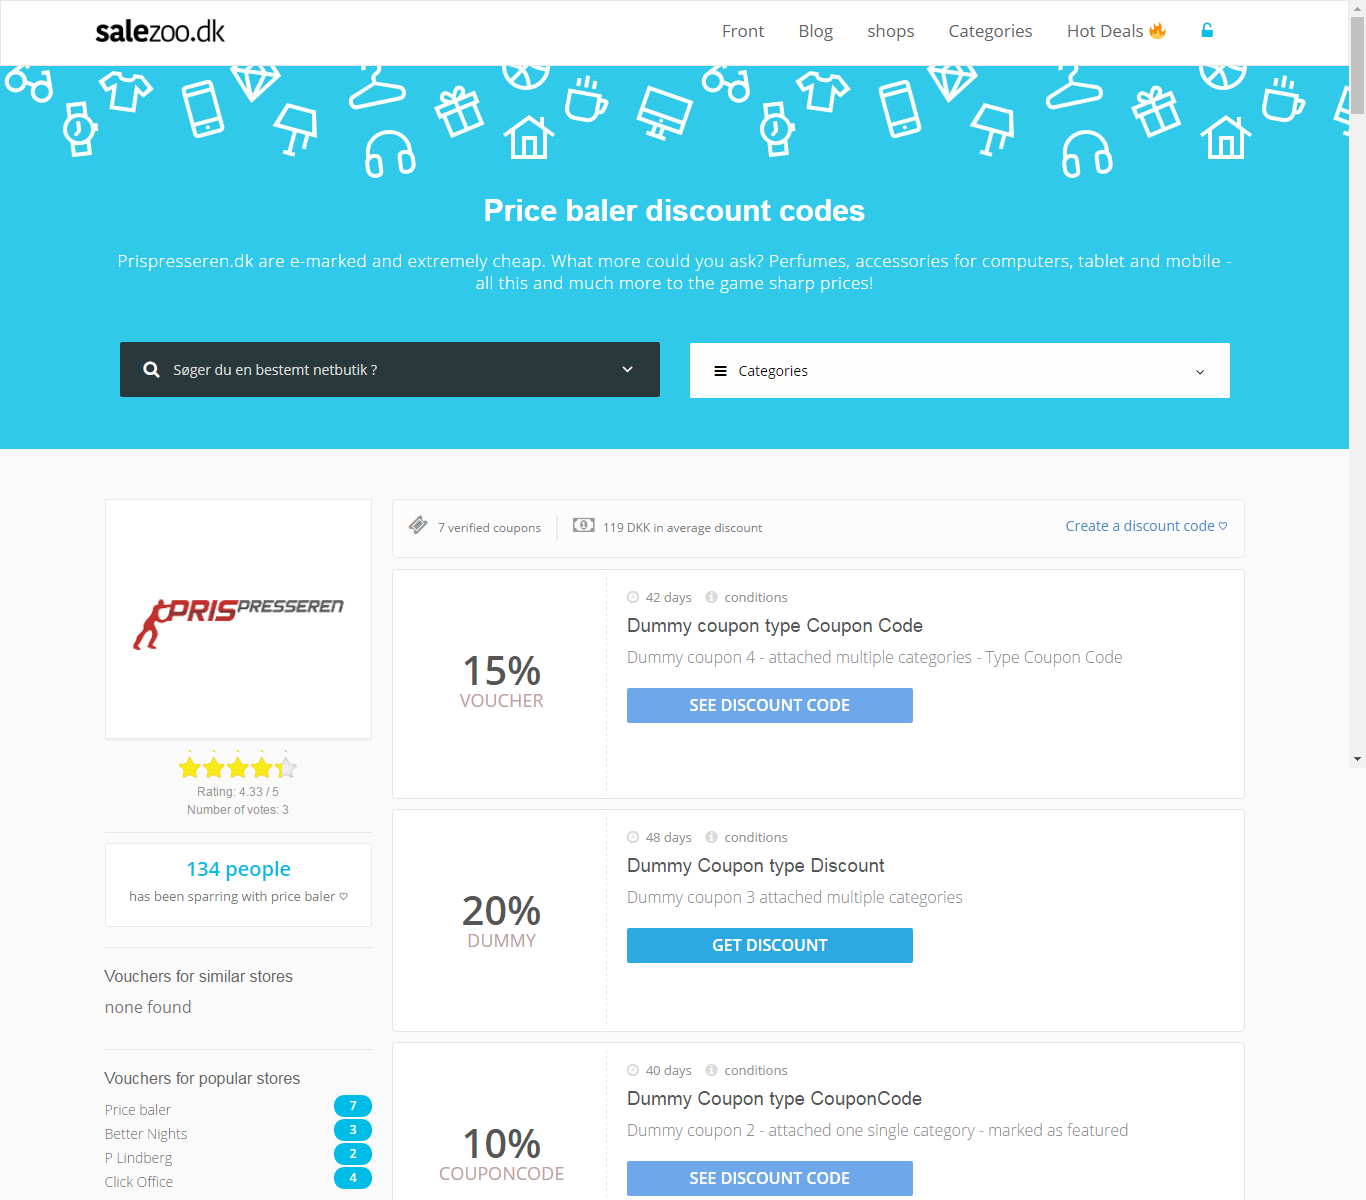 salezoo.dk
Front Blog shops Categories Hot Deals
Price baler discount codes
Prispresseren.dk are e-marked and extremely cheap. What more could you ask? Perfumes, accessories for computers, tablet and mobile -
all this and much more to the game sharp prices!
Søger du en bestemt netbutik ?
Categories
PRISPRESSEREN
Rating: 4.33 / 5
Number of votes: 3
134 people
has been sparring with price baler ♡
Vouchers for similar stores
none found
Vouchers for popular stores
Price baler 7
Better Nights 3
P Lindberg 2
Click Office 4
7 verified coupons
119 DKK in average discount
Create a discount code ♡
15%
VOUCHER
42 days conditions
Dummy coupon type Coupon Code
Dummy coupon 4 - attached multiple categories - Type Coupon Code
SEE DISCOUNT CODE
20%
DUMMY
48 days conditions
Dummy Coupon type Discount
Dummy coupon 3 attached multiple categories
GET DISCOUNT
10%
COUPONCODE
40 days conditions
Dummy Coupon type CouponCode
Dummy coupon 2 - attached one single category - marked as featured
SEE DISCOUNT CODE